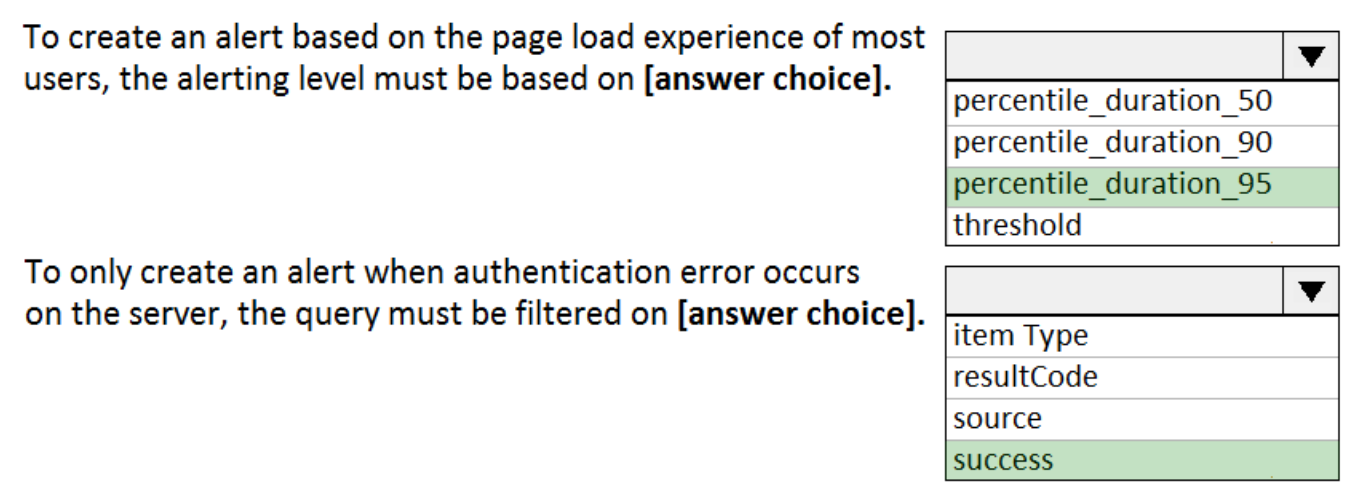 To create an alert based on the page load experience of most
users, the alerting level must be based on [answer choice].
percentile_duration_50
percentile_duration_90
percentile_duration_95
threshold
To only create an alert when authentication error occurs
on the server, the query must be filtered on [answer choice].
item Type
resultCode
source
success